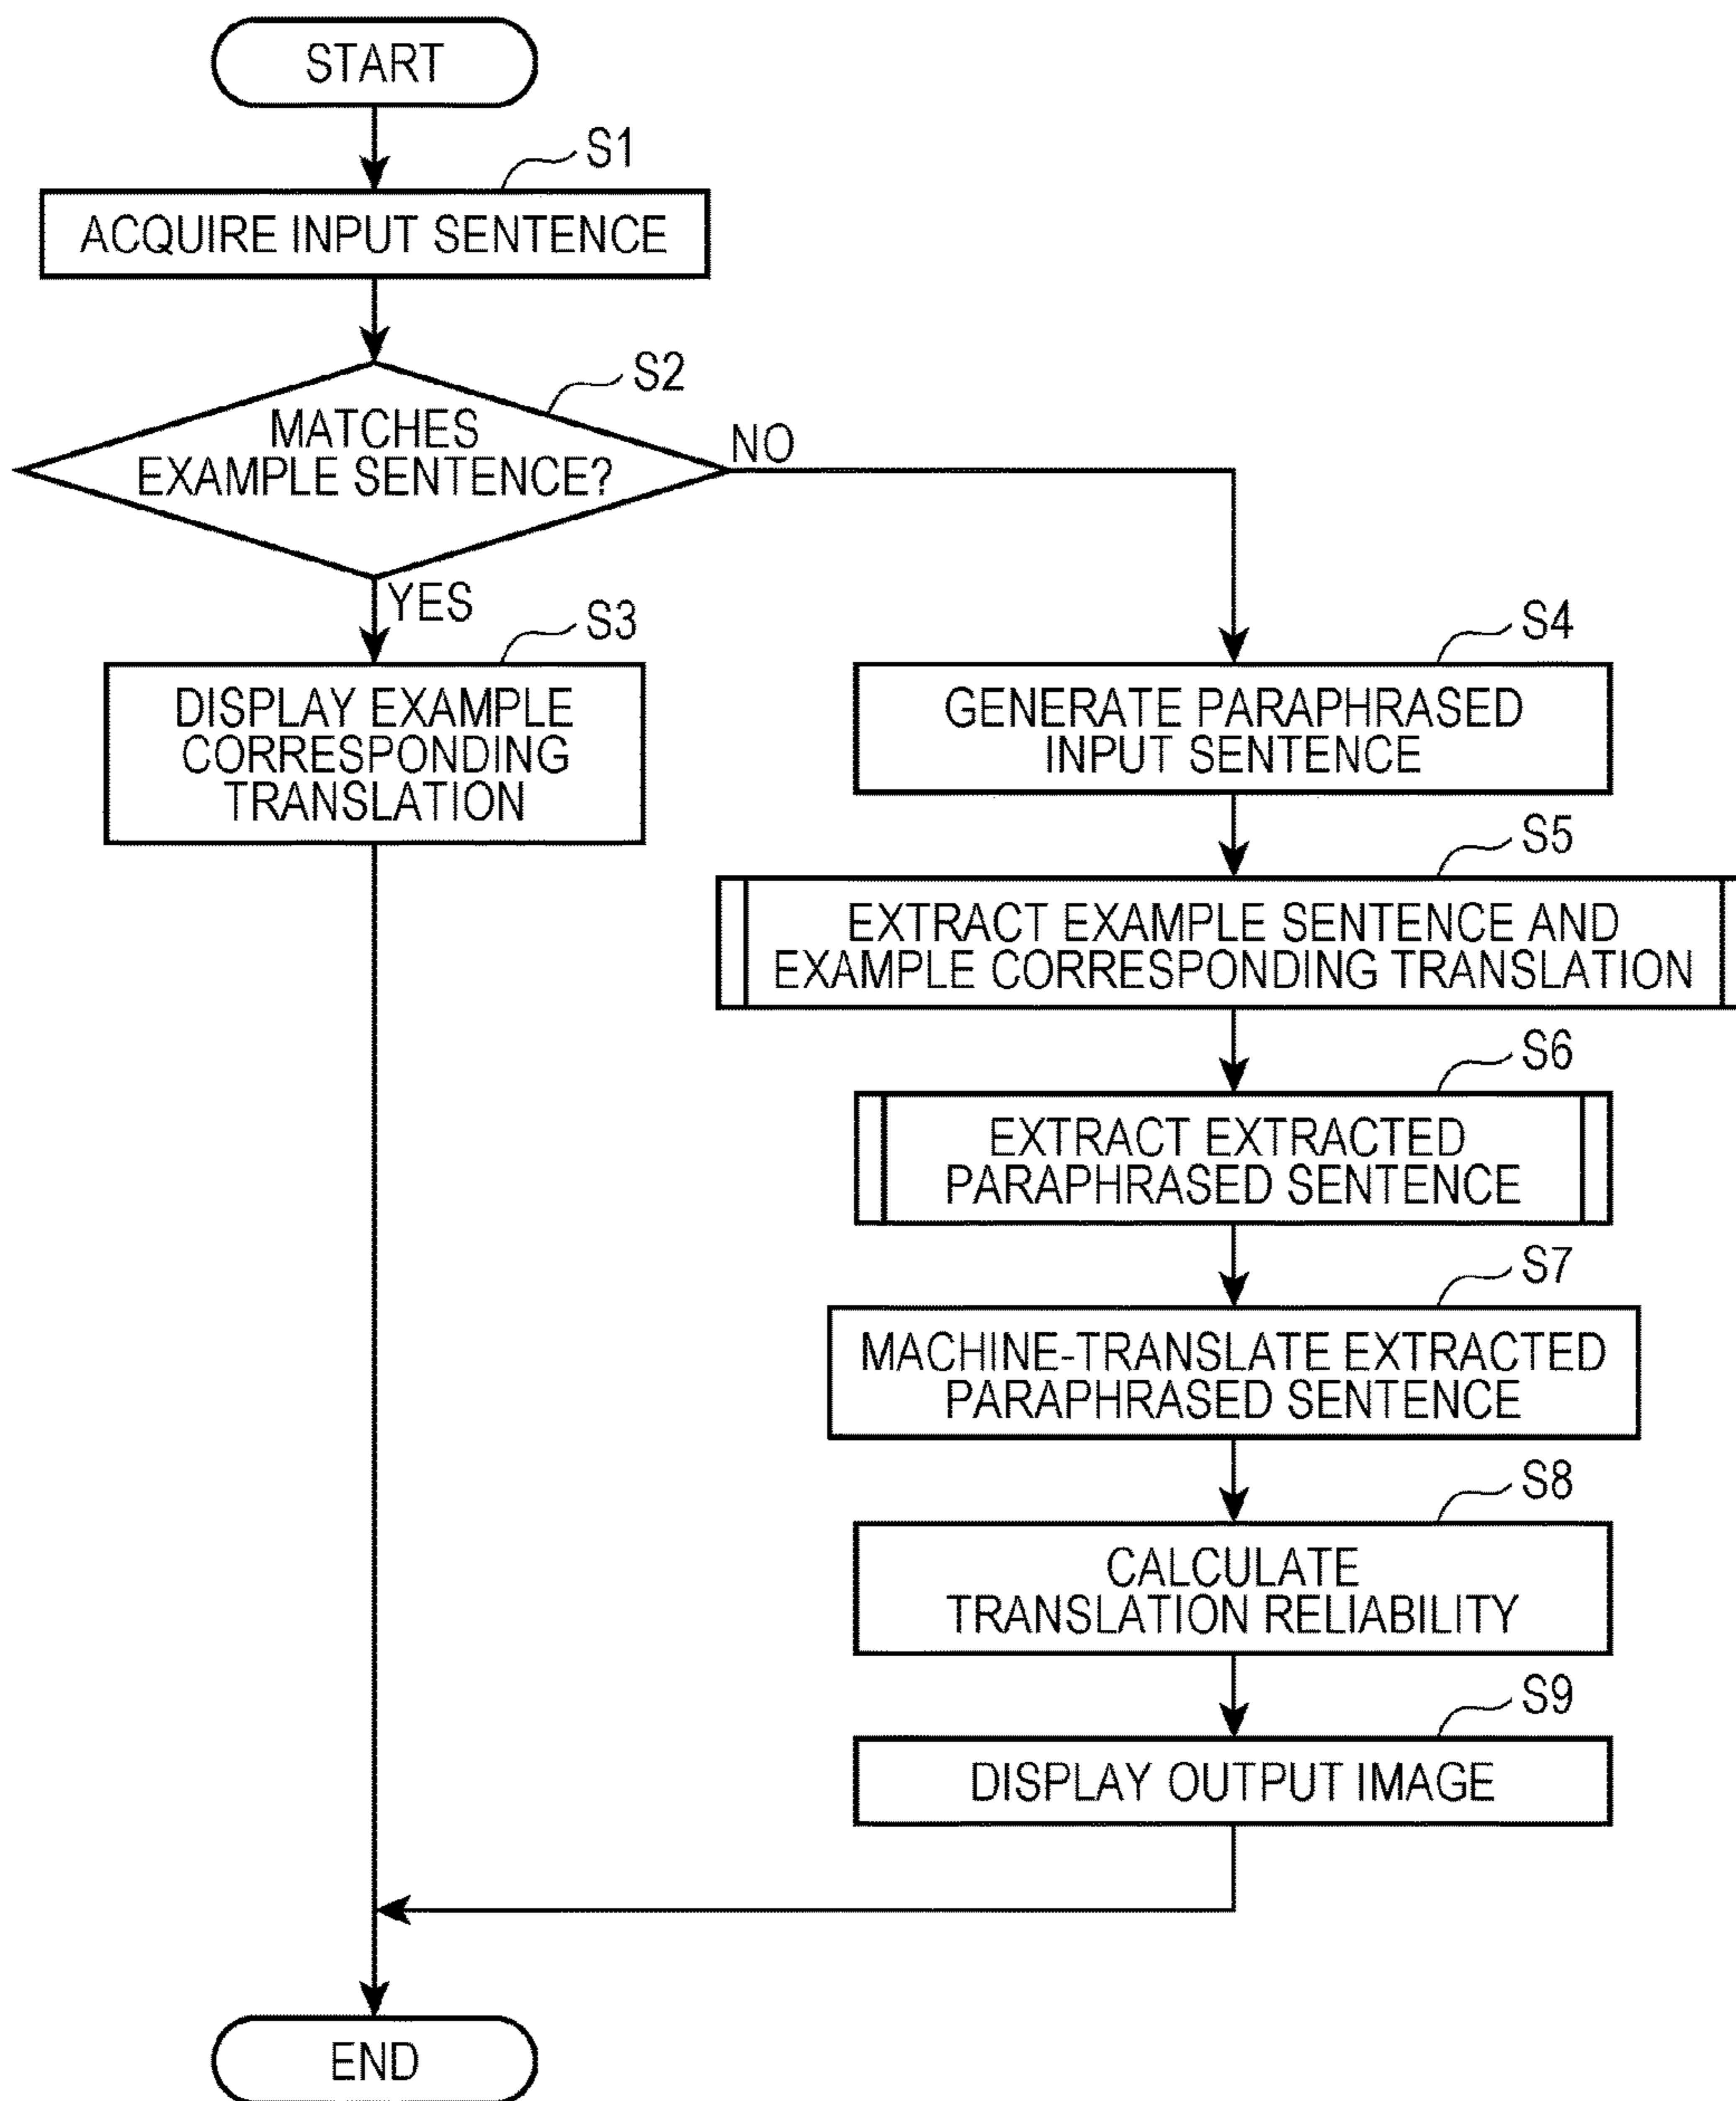 START
S1
ACQUIRE INPUT SENTENCE
S2
MATCHES
EXAMPLE SENTENCE?
NO
YES
S3
DISPLAY EXAMPLE
CORRESPONDING
TRANSLATION
S4
GENERATE PARAPHRASED
INPUT SENTENCE
S5
EXTRACT EXAMPLE SENTENCE AND
EXAMPLE CORRESPONDING TRANSLATION
S6
EXTRACT EXTRACTED
PARAPHRASED SENTENCE
S7
MACHINE-TRANSLATE EXTRACTED
PARAPHRASED SENTENCE
S8
CALCULATE
TRANSLATION RELIABILITY
S9
DISPLAY OUTPUT IMAGE
END